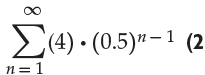 ∞
∑(4) • (0.5)ⁿ⁻¹ (2
n = 1